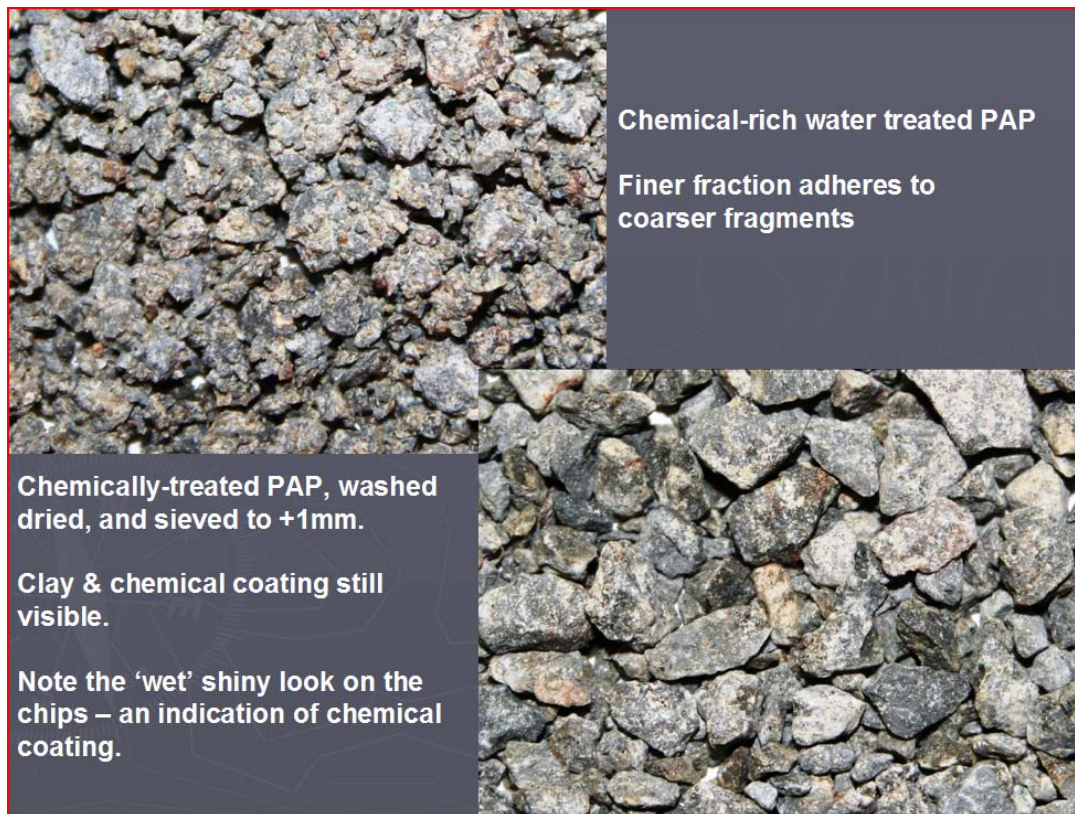 Chemical-rich water treated PAP
Finer fraction adheres to
coarser fragments
Chemically-treated PAP, washed
dried, and sieved to +1mm.
Clay & chemical coating still
visible.
Note the ‘wet’ shiny look on the
chips – an indication of chemical
coating.